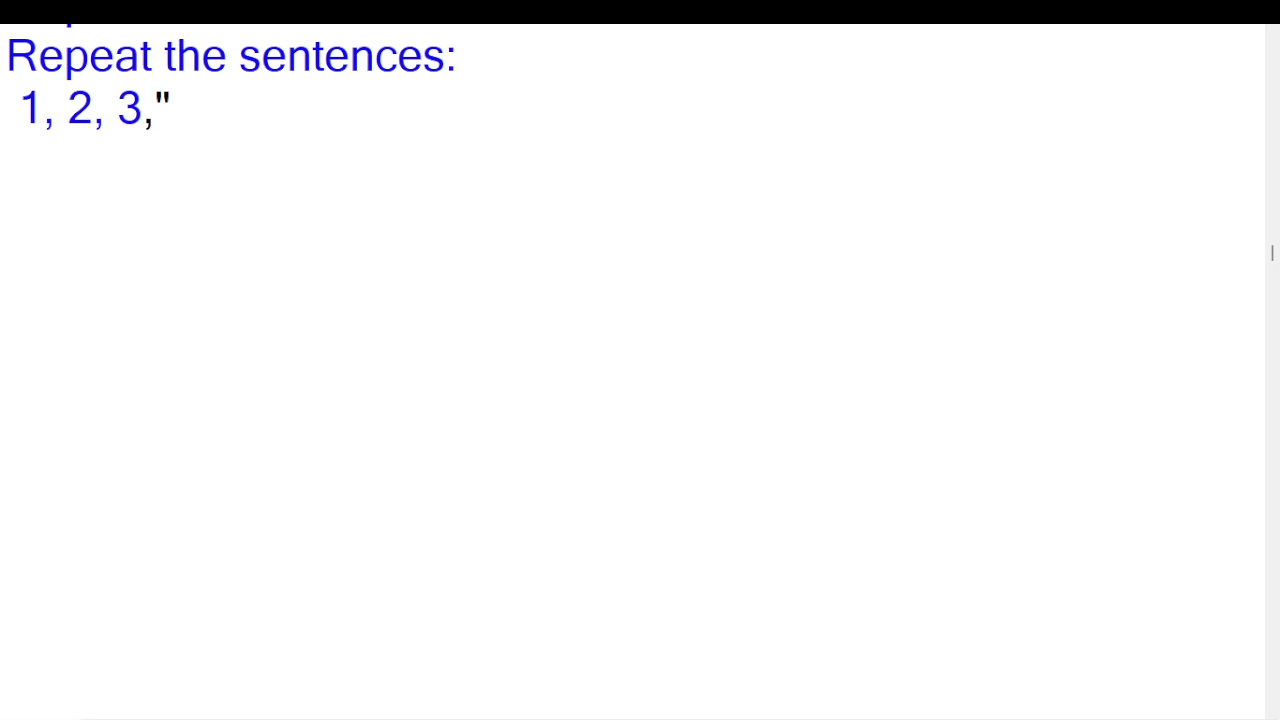 Repeat the sentences:
1, 2, 3,"